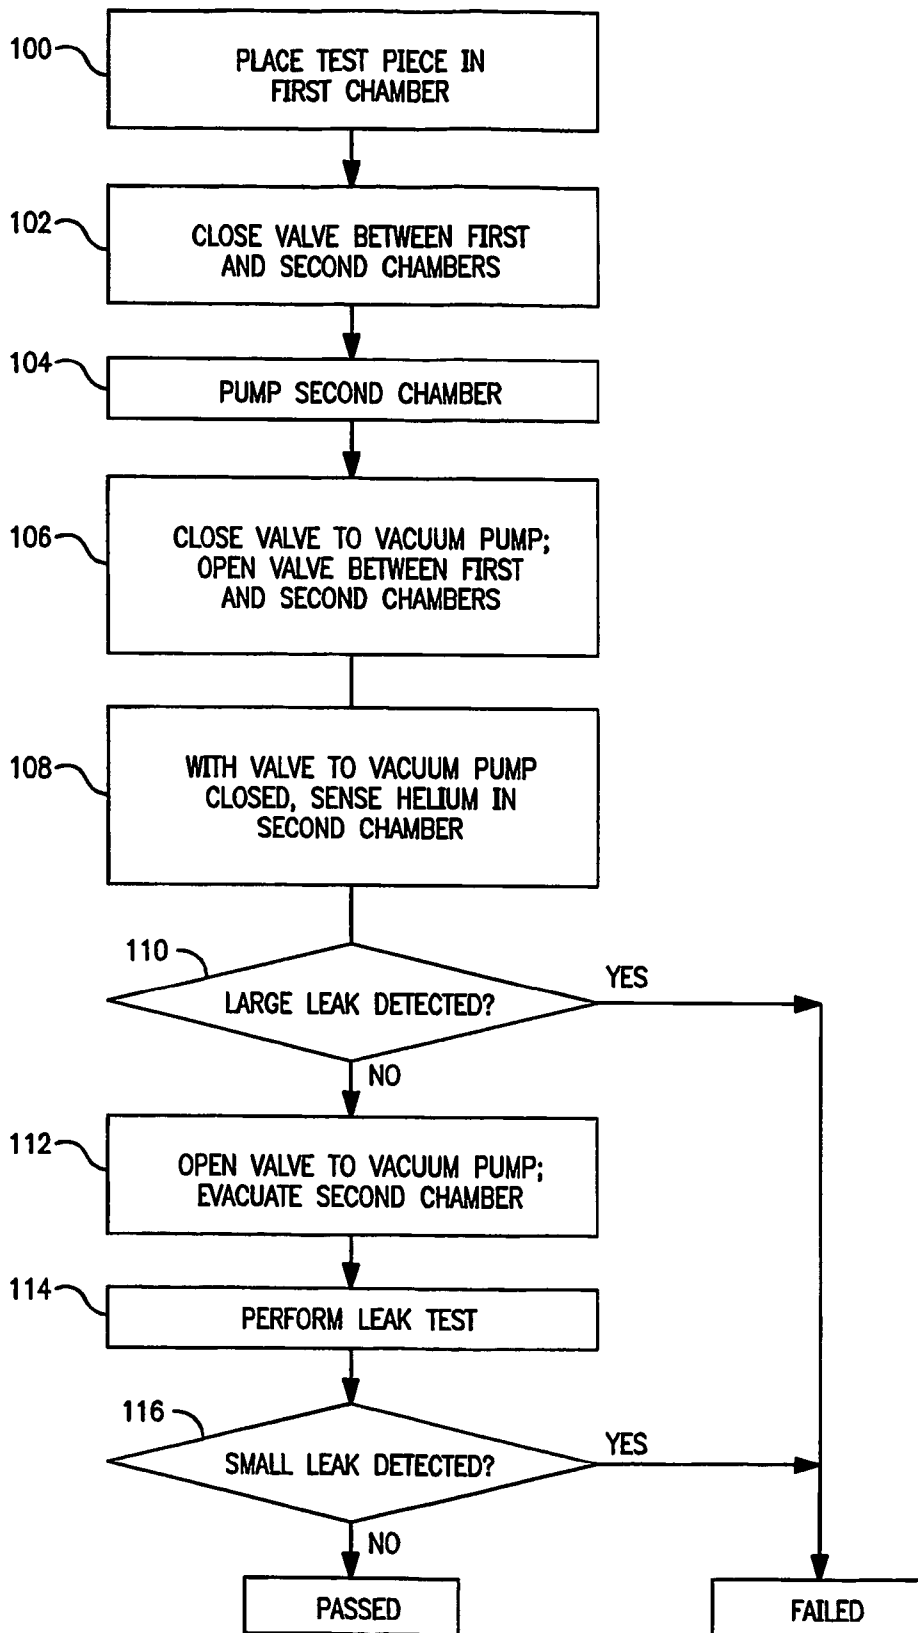 100
PLACE TEST PIECE IN
FIRST CHAMBER
102
CLOSE VALVE BETWEEN FIRST
AND SECOND CHAMBERS
104
PUMP SECOND CHAMBER
106
CLOSE VALVE TO VACUUM PUMP;
OPEN VALVE BETWEEN FIRST
AND SECOND CHAMBERS
108
WITH VALVE TO VACUUM PUMP
CLOSED, SENSE HELIUM IN
SECOND CHAMBER
110
LARGE LEAK DETECTED?
YES
NO
112
OPEN VALVE TO VACUUM PUMP;
EVACUATE SECOND CHAMBER
114
PERFORM LEAK TEST
116
SMALL LEAK DETECTED?
YES
NO
PASSED
FAILED